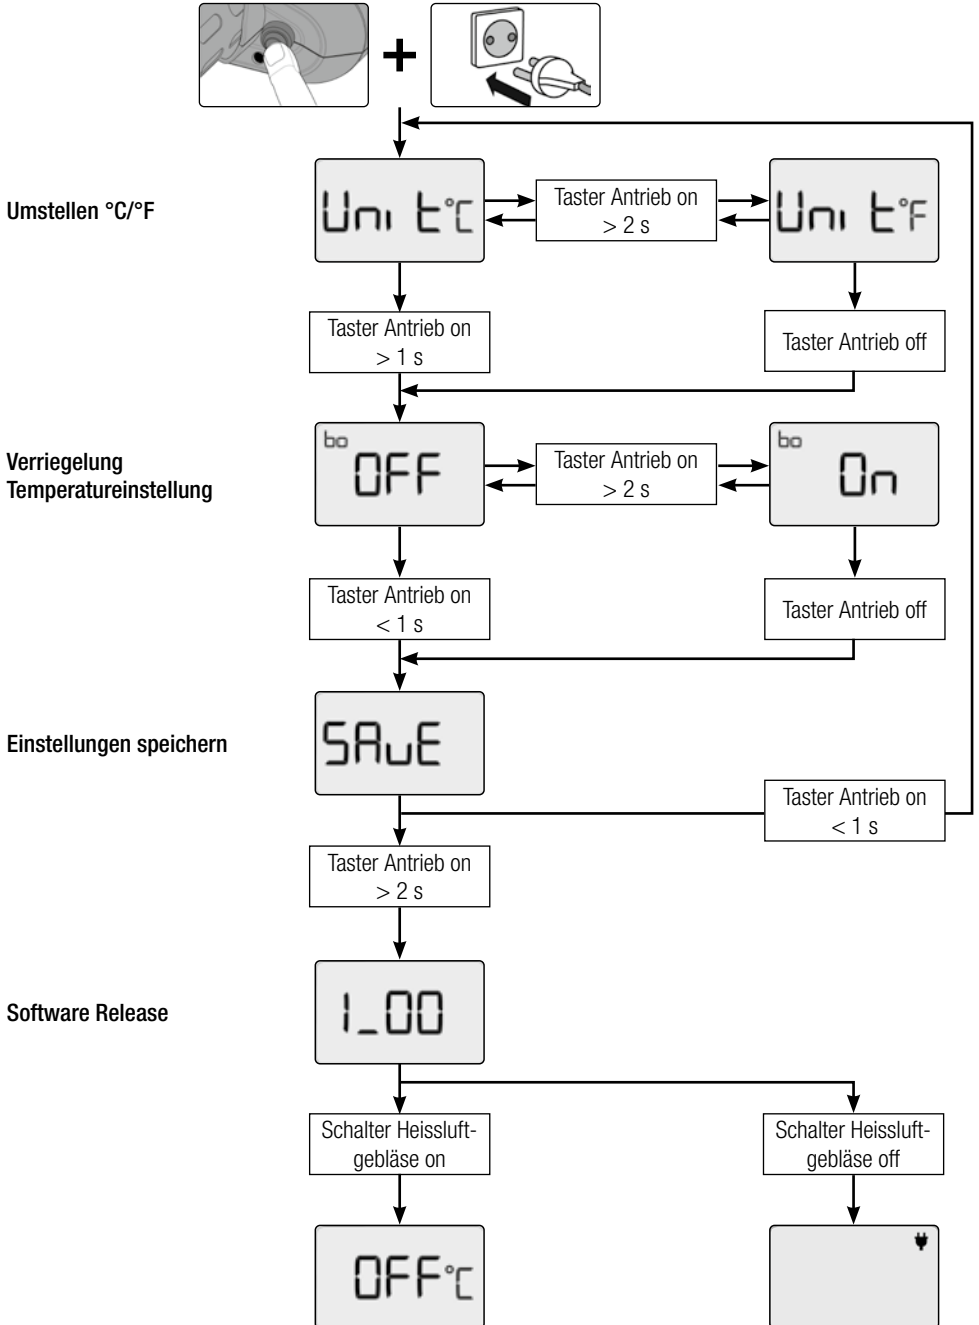 Umstellen °C/°F
Unit°C
Taster Antrieb on
> 2 s
Unit°F
Taster Antrieb on
> 1 s
Taster Antrieb off
Verriegelung
Temperatureinstellung
bo
OFF
Taster Antrieb on
> 2 s
bo
On
Taster Antrieb on
< 1 s
Taster Antrieb off
Einstellungen speichern
SAvE
Taster Antrieb on
< 1 s
Taster Antrieb on
> 2 s
Software Release
1_00
Schalter Heissluft-
gebläse on
Schalter Heissluft-
gebläse off
OFF°C